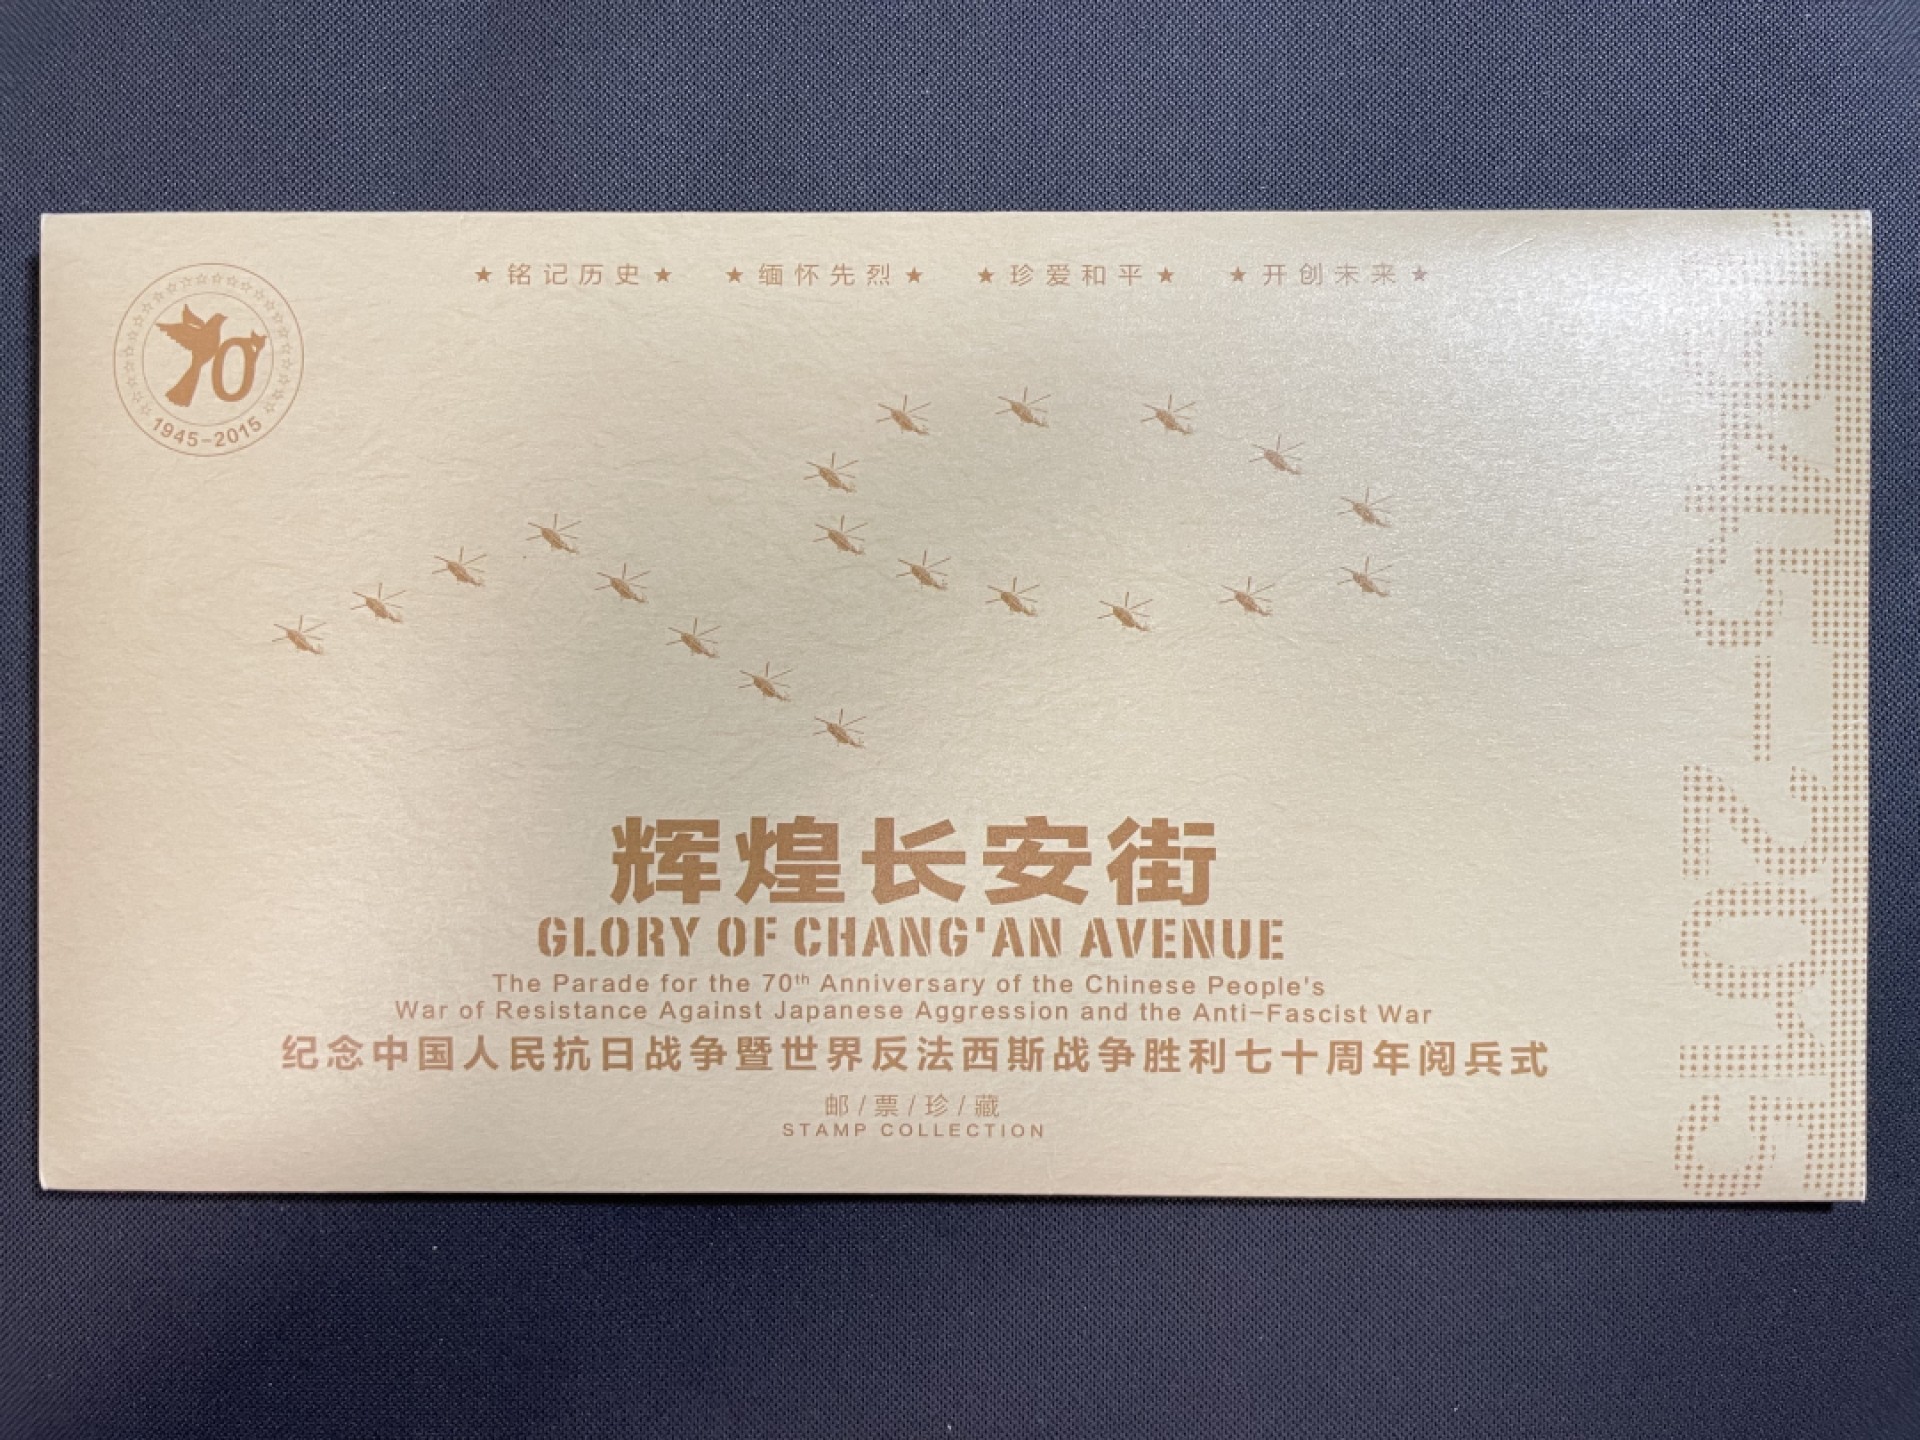 ★铭记历史★ ★缅怀先烈★ ★珍爱和平★ ★开创未来★
70
1945-2015
辉煌长安街
GLORY OF CHANG'AN AVENUE
The Parade for the 70th Anniversary of the Chinese People's
War of Resistance Against Japanese Aggression and the Anti-Fascist War
纪念中国人民抗日战争暨世界反法西斯战争胜利七十周年阅兵式
邮/票/珍/藏
STAMP COLLECTION
1945-2015